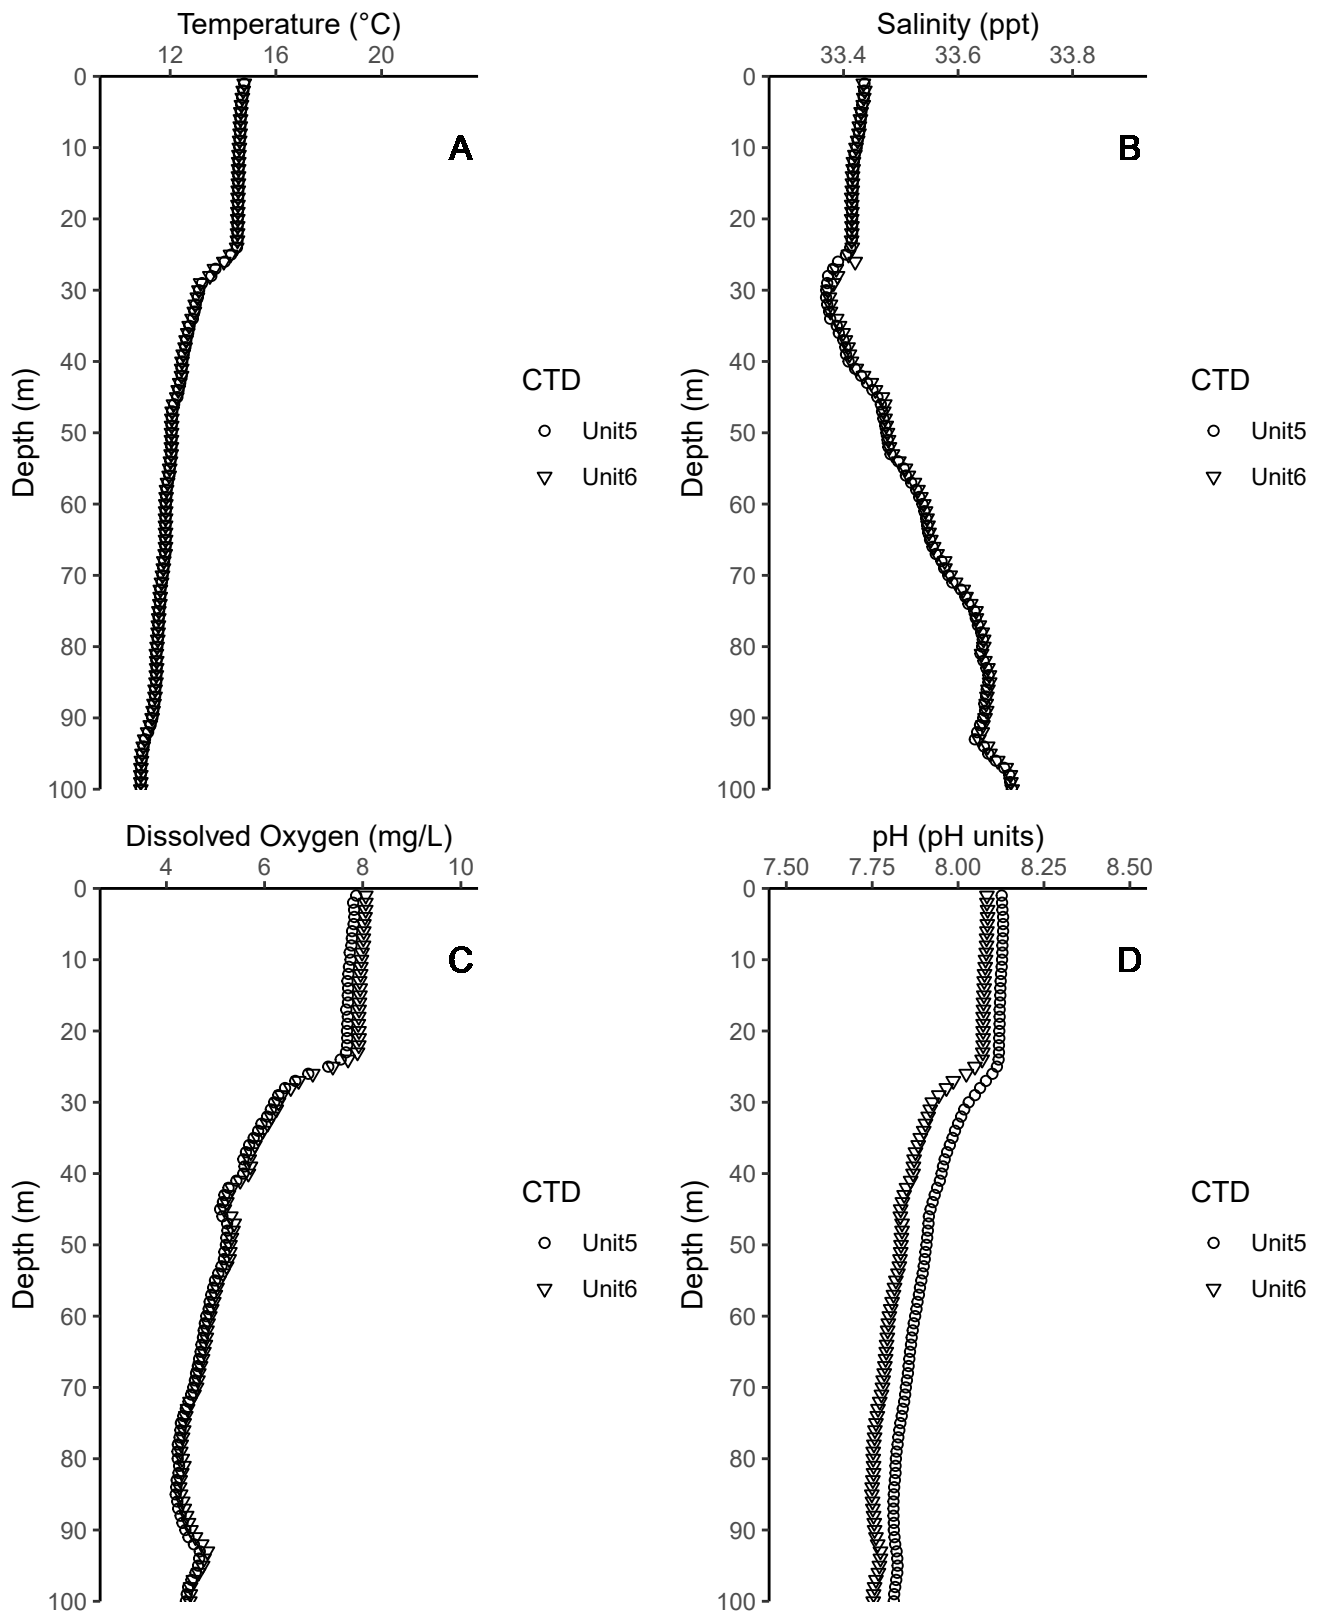 Temperature (°C)
12 16 20
0
10
20
30
40
50
60
70
80
90
100
Depth (m)
A
CTD
Unit5
Unit6
Salinity (ppt)
33.4 33.6 33.8
0
10
20
30
40
50
60
70
80
90
100
Depth (m)
B
CTD
Unit5
Unit6
Dissolved Oxygen (mg/L)
4 6 8 10
0
10
20
30
40
50
60
70
80
90
100
Depth (m)
C
CTD
Unit5
Unit6
pH (pH units)
7.50 7.75 8.00 8.25 8.50
0
10
20
30
40
50
60
70
80
90
100
Depth (m)
D
CTD
Unit5
Unit6